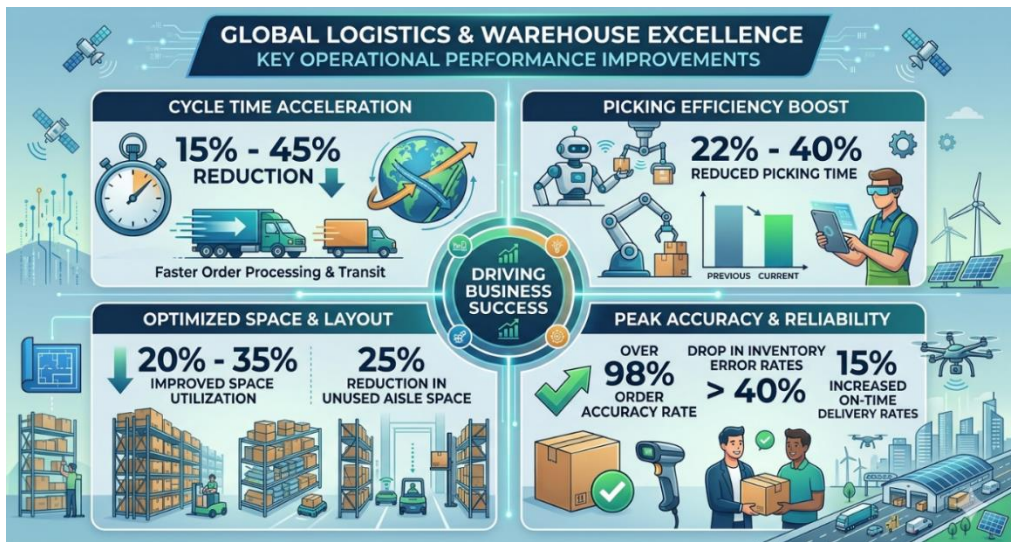 GLOBAL LOGISTICS & WAREHOUSE EXCELLENCE
KEY OPERATIONAL PERFORMANCE IMPROVEMENTS
CYCLE TIME ACCELERATION
15% - 45%
REDUCTION
Faster Order Processing & Transit
PICKING EFFICIENCY BOOST
22% - 40%
REDUCED PICKING TIME
PREVIOUS CURRENT
DRIVING
BUSINESS
SUCCESS
OPTIMIZED SPACE & LAYOUT
20% - 35%
IMPROVED SPACE
UTILIZATION
25%
REDUCTION IN
UNUSED AISLE SPACE
PEAK ACCURACY & RELIABILITY
OVER
98%
ORDER
ACCURACY RATE
DROP IN INVENTORY
ERROR RATES
> 40%
15%
INCREASED
ON-TIME
DELIVERY RATES